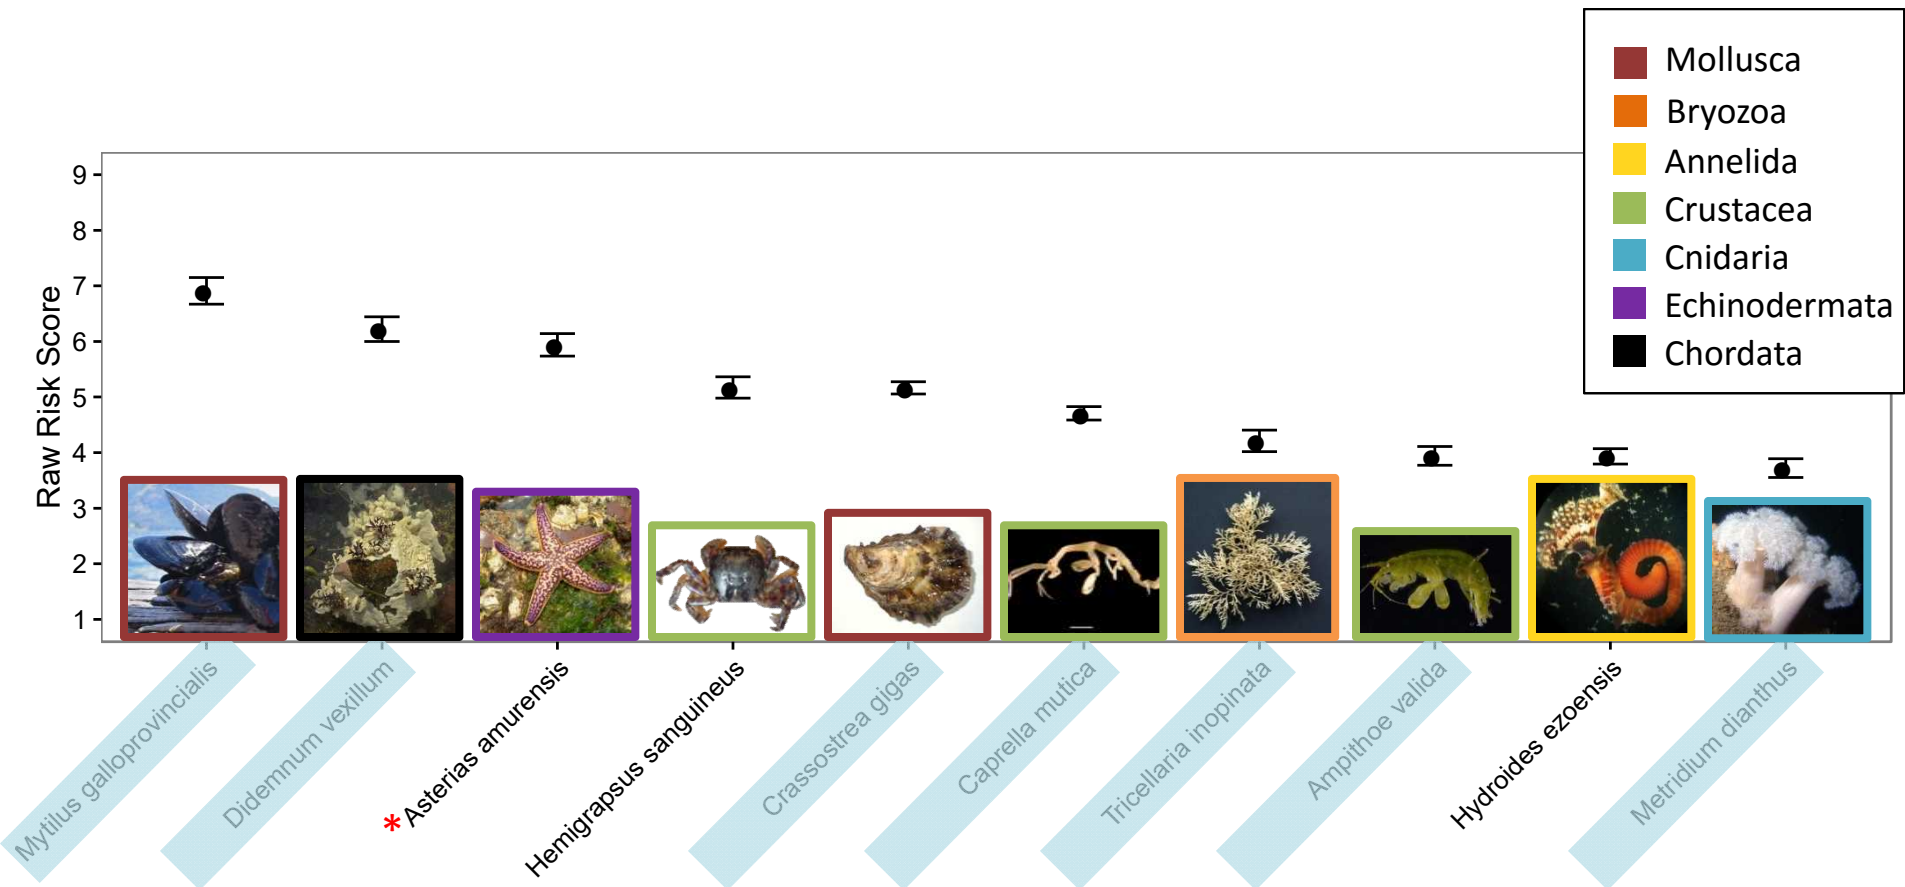 Mollusca
Bryozoa
Annelida
Crustacea
Cnidaria
Echinodermata
Chordata
Raw Risk Score
9
8
7
6
5
4
3
2
1
Mytilus galloprovincialis
Didemnum vexillum
* Asterias amurensis
Hemigrapsus sanguineus
Crassostrea gigas
Caprella mutica
Tricellaria inopinata
Ampithoe valida
Hydroides ezoensis
Metridium dianthus